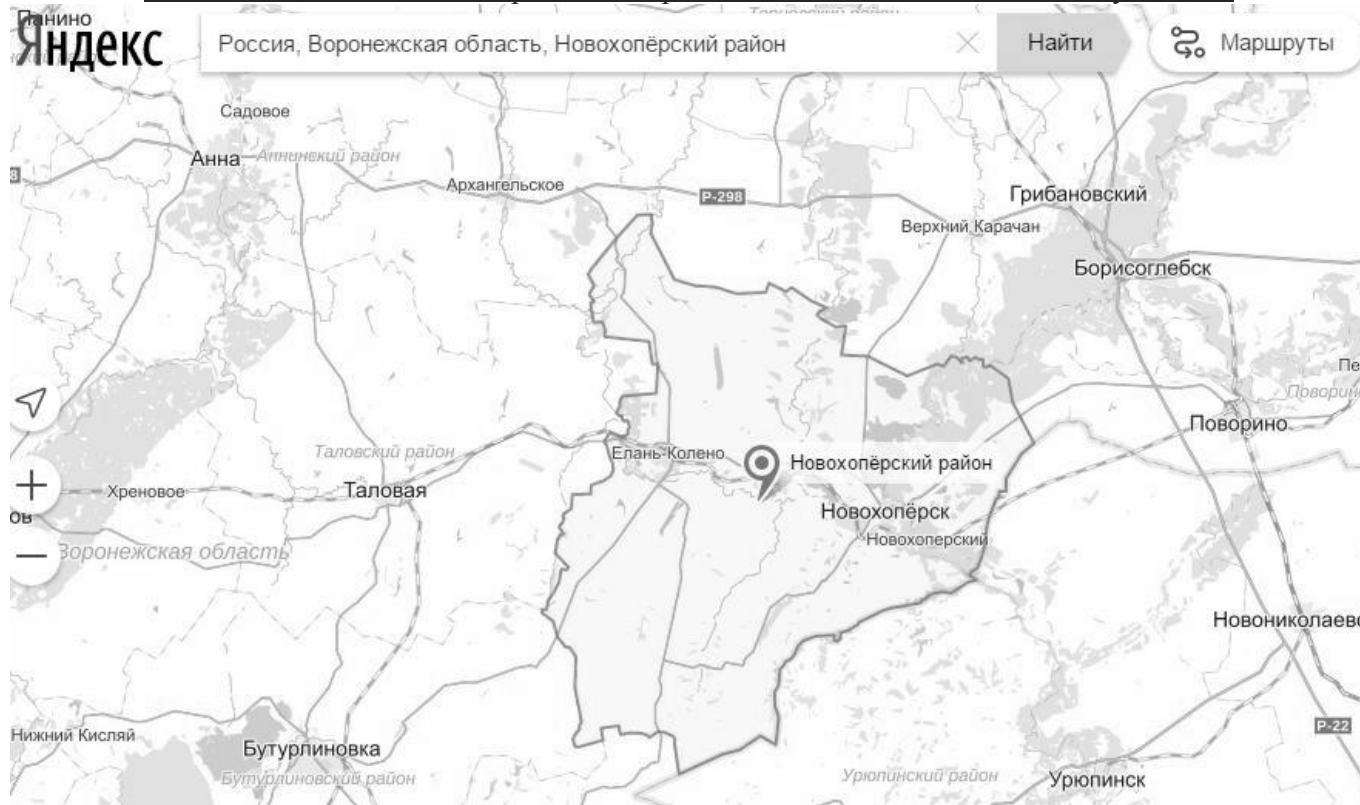 Панино
Яндекс
Россия, Воронежская область, Новохопёрский район
Найти
Маршруты
Садовое
Анна
Аннинский район
Архангельское
Р-298
Грибановский
Верхний Карачан
Борисоглебск
Поворино
Таловский район
Елань-Колено
Новохопёрский район
Хреновое
Таловая
Новохопёрск
Новохоперский
Воронежская область
Нижний Кисляй
Бутурлиновка
Бутурлиновский район
Урюпинский район
Урюпинск
Р-22